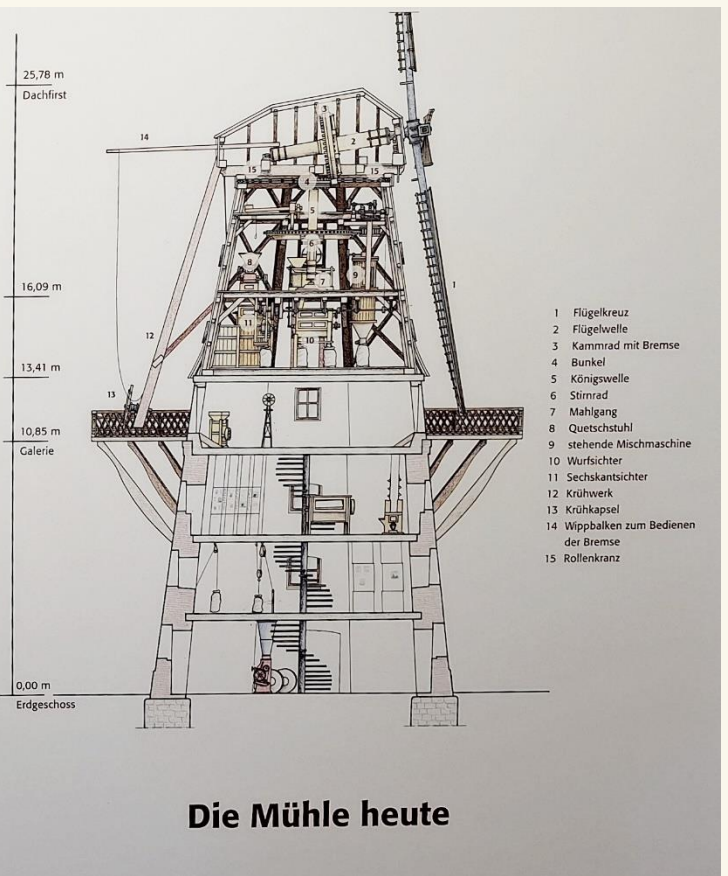 25,78 m
Dachfirst
16,09 m
13,41 m
10,85 m
Galerie
0,00 m
Erdgeschoss
14
3
2
15
4
15
5
6
8
7
9
1
11
10
12
13
1 Flügelkreuz
2 Flügelwelle
3 Kammrad mit Bremse
4 Bunkel
5 Königswelle
6 Stirnrad
7 Mahlgang
8 Quetschstuhl
9 stehende Mischmaschine
10 Wurfsichter
11 Sechskantsichter
12 Krühwerk
13 Krühkapsel
14 Wippbalken zum Bedienen
der Bremse
15 Rollenkranz
Die Mühle heute